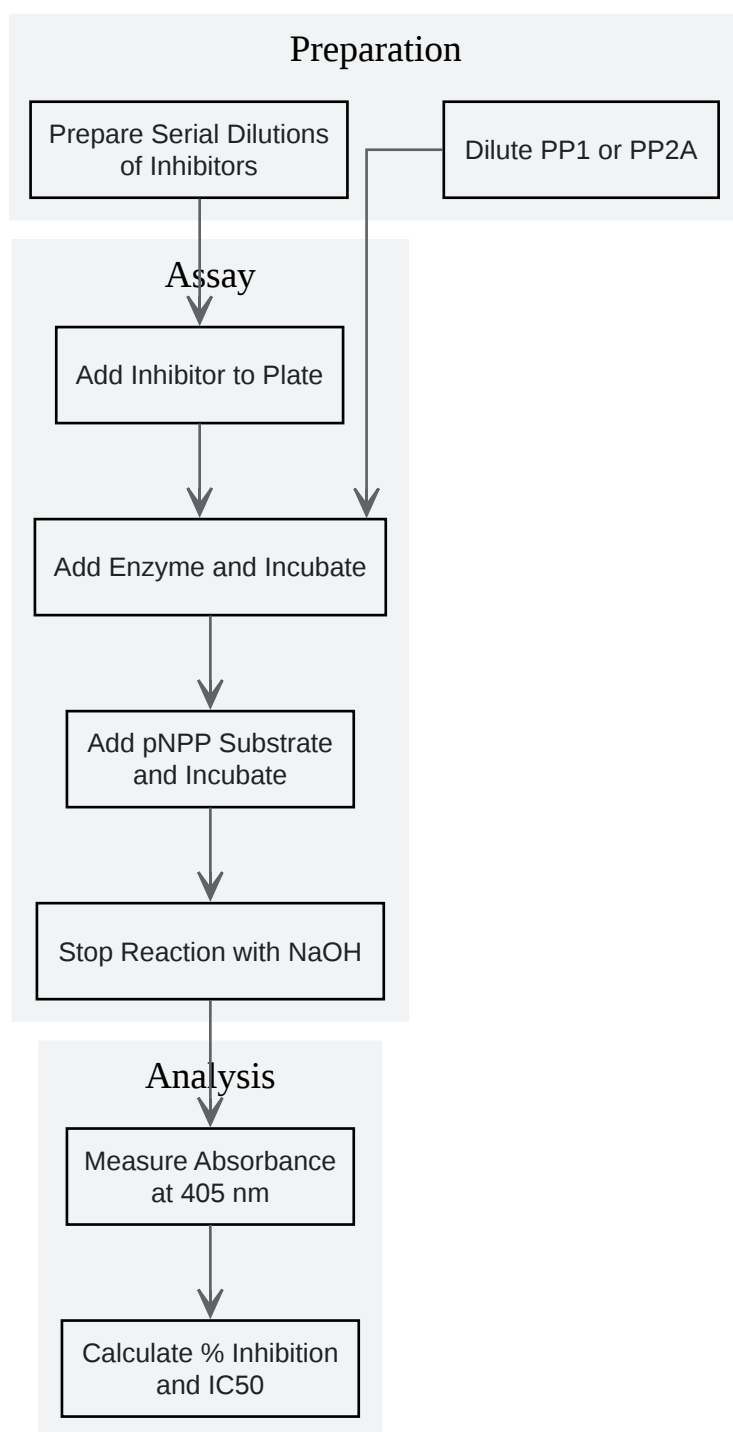 Preparation
Prepare Serial Dilutions
of Inhibitors
Dilute PP1 or PP2A
Assay
Add Inhibitor to Plate
Add Enzyme and Incubate
Add pNPP Substrate
and Incubate
Stop Reaction with NaOH
Analysis
Measure Absorbance
at 405 nm
Calculate % Inhibition
and IC50